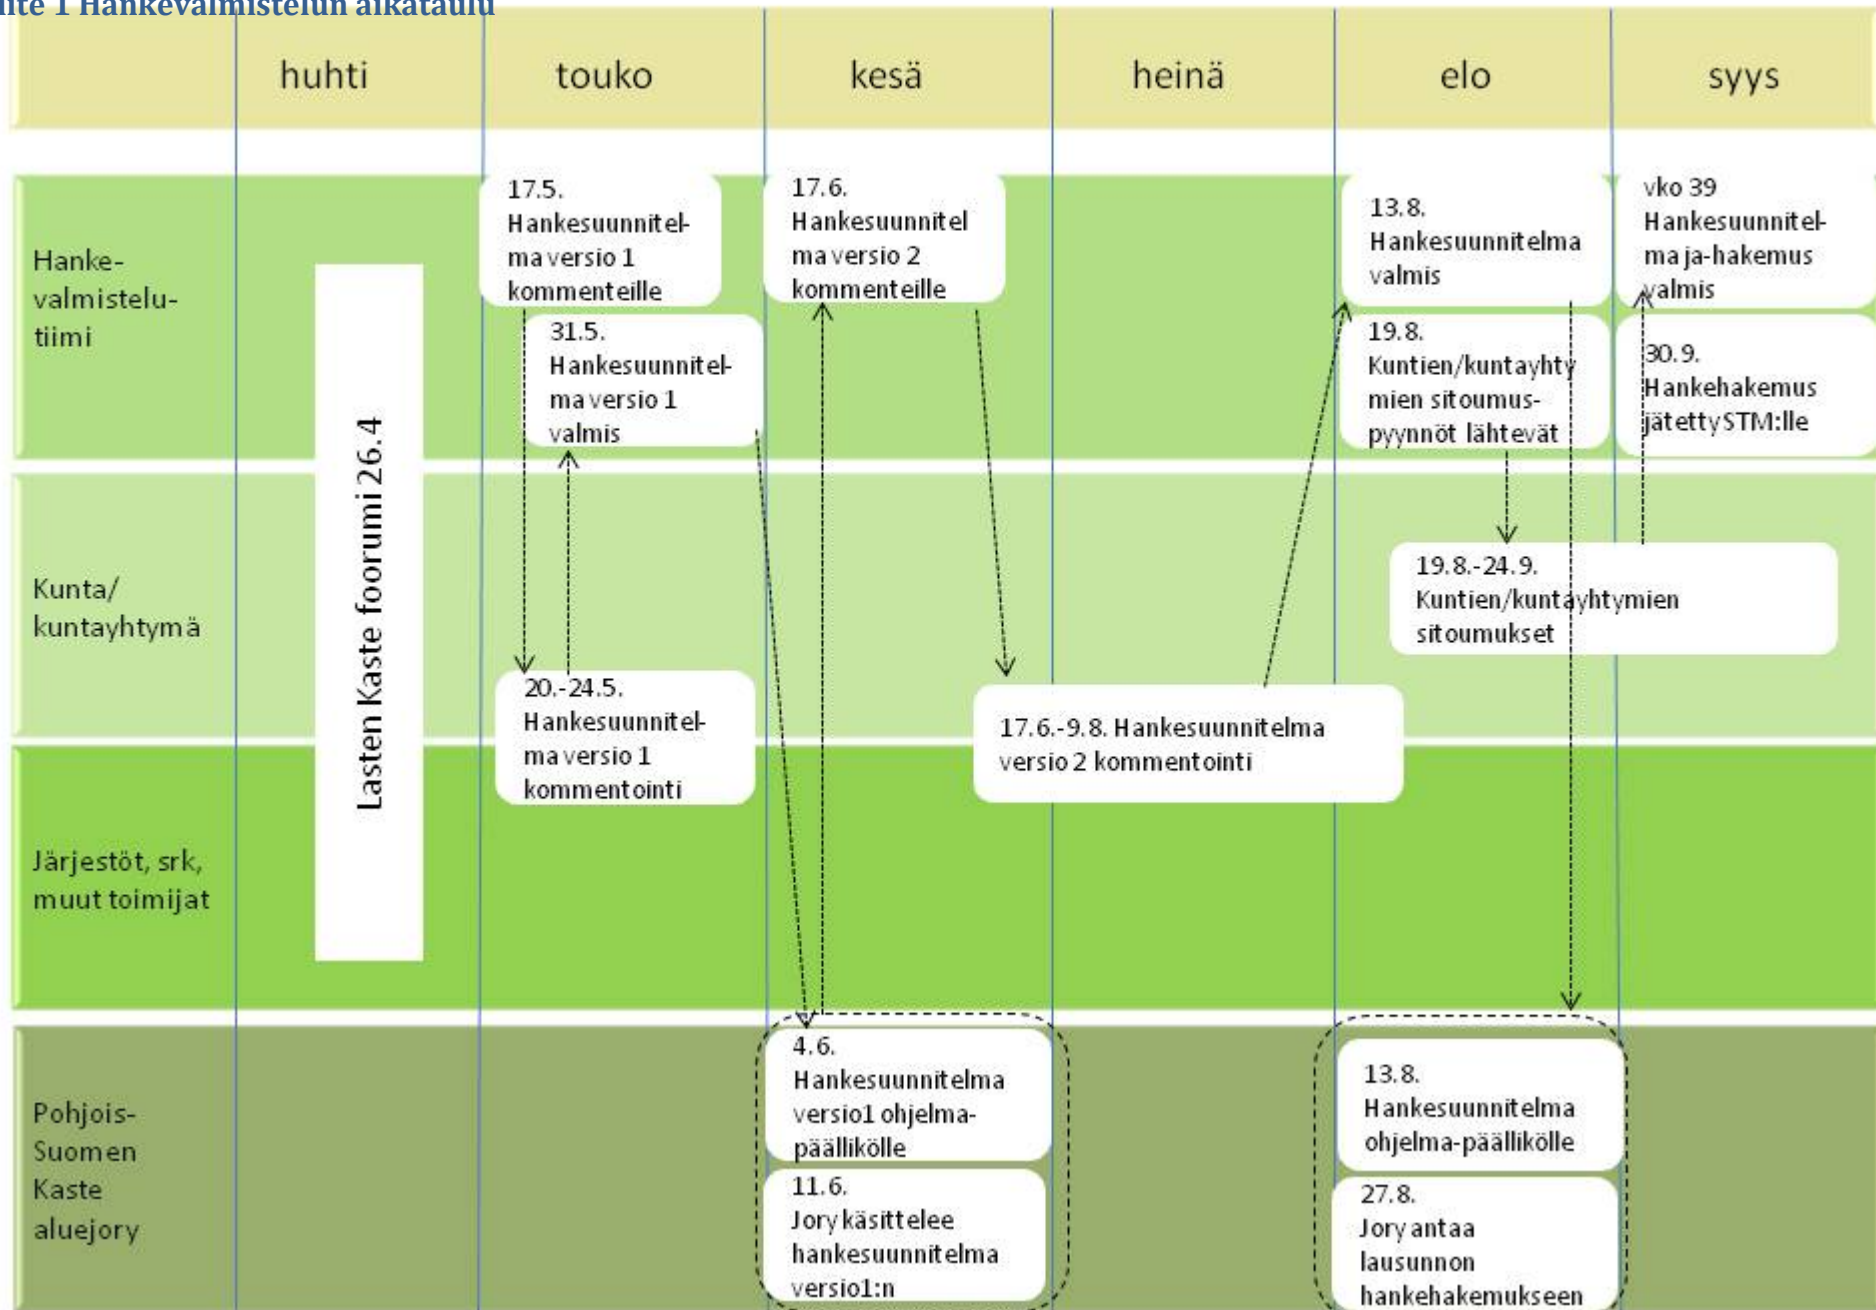 liite 1 Hankevalmistelun aikataulu
huhti
touko
kesä
heinä
elo
syys
Hanke-
valmistelu-
tiimi
17.5.
Hankesuunnitel-
ma versio 1
kommenteille
31.5.
Hankesuunnitel-
ma versio 1
valmis
17.6.
Hankesuunnitel
ma versio 2
kommenteille
13.8.
Hankesuunnitelma
valmis
19.8.
Kuntien/kuntayhty
mien sitoumus-
pyynnöt lähtevät
vko 39
Hankesuunnitel-
ma ja-hakemus
valmis
30.9.
Hankehakemus
jätetty STM:lle
Lasten Kaste foorumi 26.4
Kunta/
kuntayhtymä
20.-24.5.
Hankesuunnitel-
ma versio 1
kommentointi
17.6.-9.8. Hankesuunnitelma
versio 2 kommentointi
19.8.-24.9.
Kuntien/kuntayhtymien
sitoumukset
Järjestöt, srk,
muut toimijat
Pohjois-
Suomen
Kaste
aluejory
4.6.
Hankesuunnitelma
versio1 ohjelma-
päällikölle
11.6.
Jory käsittelee
hankesuunnitelma
versio1:n
13.8.
Hankesuunnitelma
ohjelma-päällikölle
27.8.
Jory antaa
lausunnon
hankehakemukseen